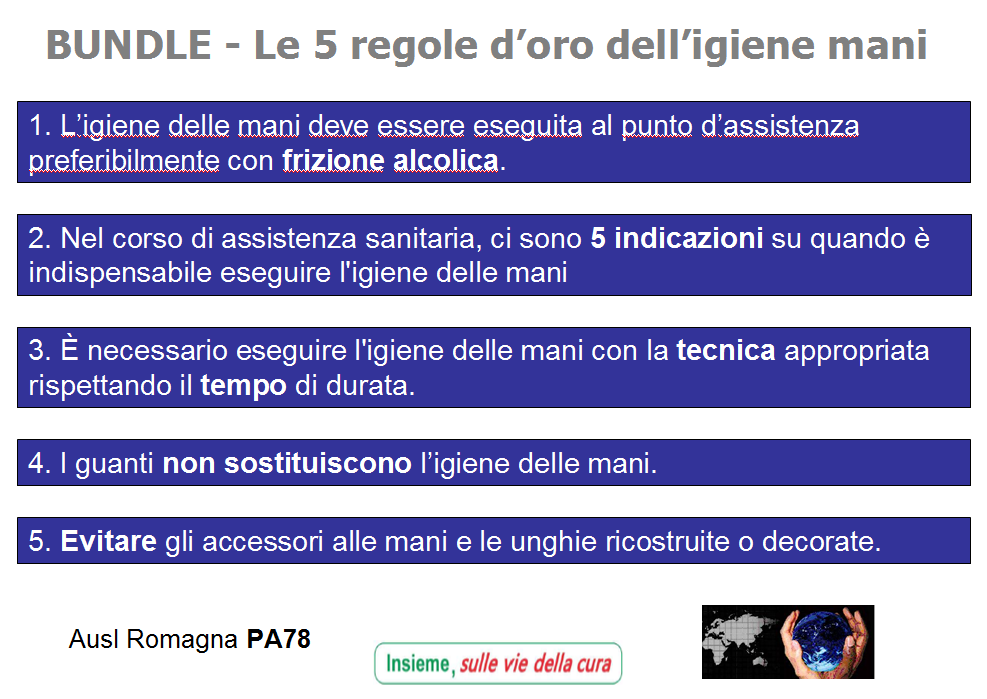 BUNDLE - Le 5 regole d’oro dell’igiene mani
1. L’igiene delle mani deve essere eseguita al punto d’assistenza
preferibilmente con frizione alcolica.
2. Nel corso di assistenza sanitaria, ci sono 5 indicazioni su quando è
indispensabile eseguire l'igiene delle mani
3. È necessario eseguire l'igiene delle mani con la tecnica appropriata
rispettando il tempo di durata.
4. I guanti non sostituiscono l’igiene delle mani.
5. Evitare gli accessori alle mani e le unghie ricostruite o decorate.
Ausl Romagna PA78
Insieme, sulle vie della cura